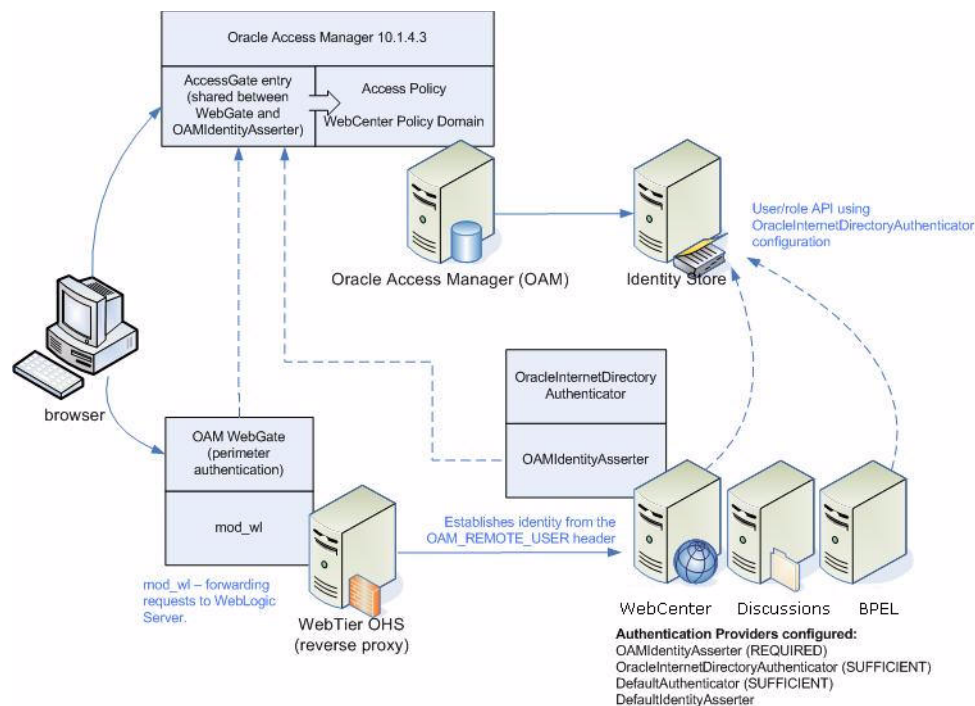 Oracle Access Manager 10.1.4.3
AccessGate entry
(shared between
WebGate and
OAMIdentityAsserter)
Access Policy
WebCenter Policy Domain
User/role API using
OracleInternetDirectoryAuthenticator
configuration
Oracle Access Manager (OAM)
Identity Store
browser
OracleInternetDirectory
Authenticator
OAMIdentityAsserter
OAM WebGate
(perimeter
authentication)
mod_wl
Establishes identity from the
OAM_REMOTE_USER header
mod_wl – forwarding
requests to WebLogic
Server.
WebTier OHS
(reverse proxy)
WebCenter
Discussions
BPEL
Authentication Providers configured:
OAMIdentityAsserter (REQUIRED)
OracleInternetDirectoryAuthenticator (SUFFICIENT)
DefaultAuthenticator (SUFFICIENT)
DefaultIdentityAsserter